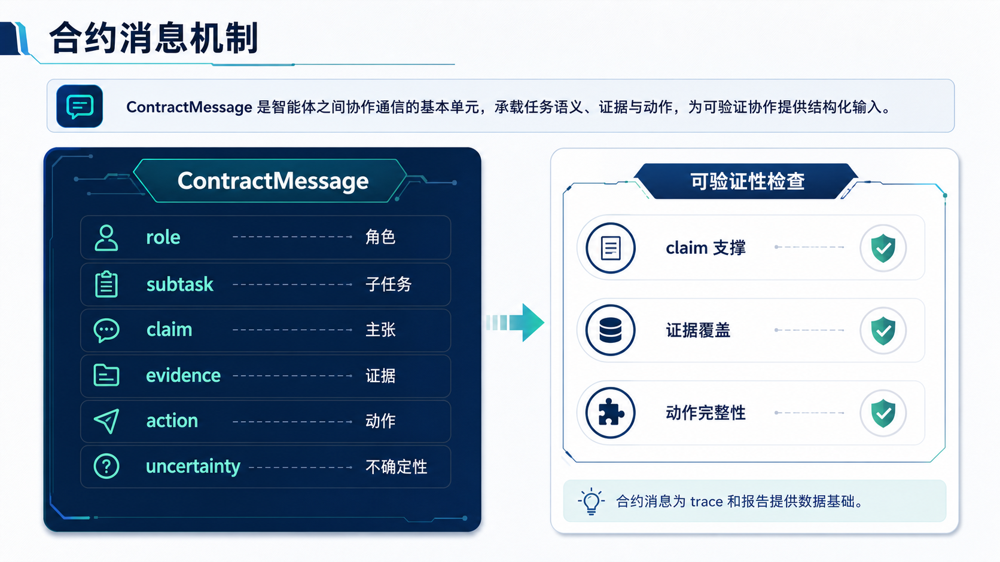 合约消息机制
ContractMessage 是智能体之间协作通信的基本单元，承载任务语义、证据与动作，为可验证协作提供结构化输入。
ContractMessage
role 角色
subtask 子任务
claim 主张
evidence 证据
action 动作
uncertainty 不确定性
可验证性检查
claim 支撑
证据覆盖
动作完整性
合约消息为 trace 和报告提供数据基础。